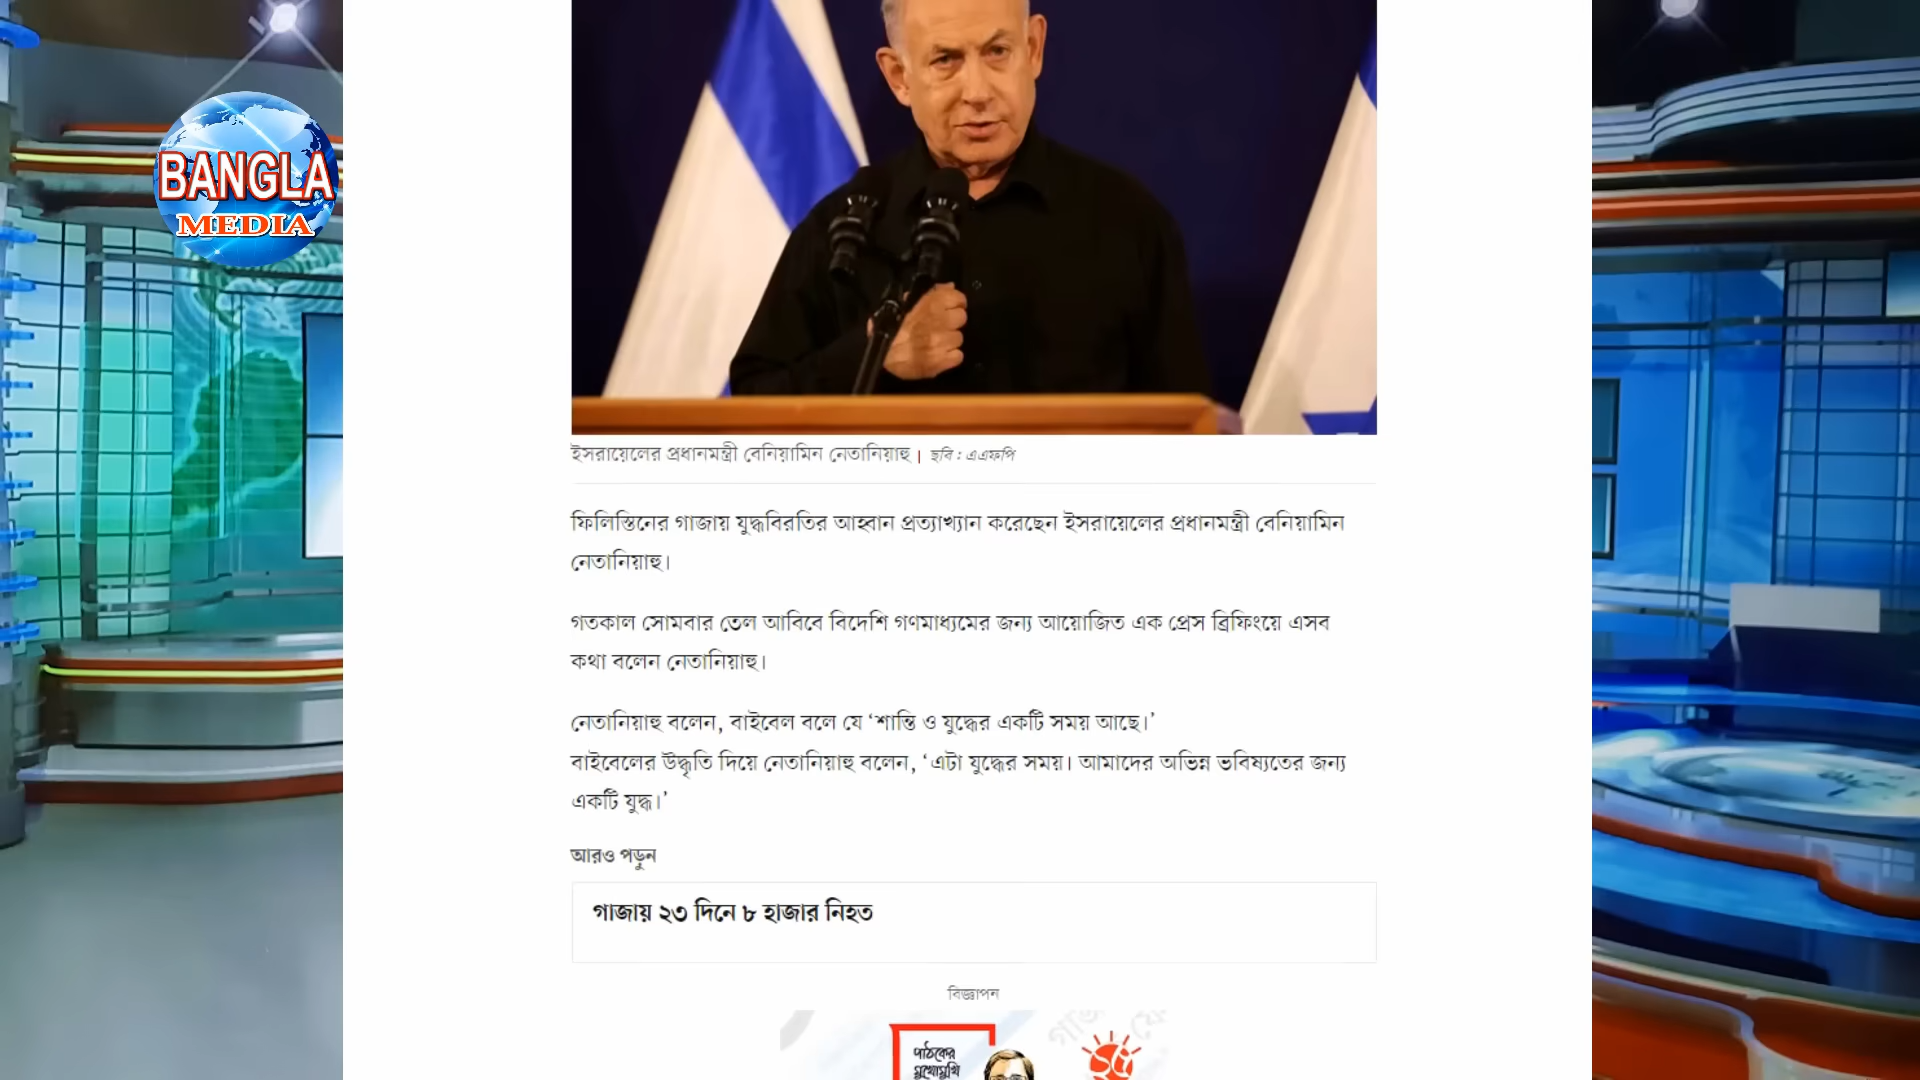 BANGLA
MEDIA
ইসরায়েলের প্রধানমন্ত্রী বেনিয়ামিন নেতানিয়াহু | ছবি : এএফপি
ফিলিস্তিনের গাজায় যুদ্ধবিরতির আহ্বান প্রত্যাখ্যান করেছেন ইসরায়েলের প্রধানমন্ত্রী বেনিয়ামিন
নেতানিয়াহু।
গতকাল সোমবার তেল আবিবে বিদেশি গণমাধ্যমের জন্য আয়োজিত এক প্রেস ব্রিফিংয়ে এসব
কথা বলেন নেতানিয়াহু।
নেতানিয়াহু বলেন, বাইবেল বলে যে ‘শান্তি ও যুদ্ধের একটি সময় আছে।’
বাইবেলের উদ্ধৃতি দিয়ে নেতানিয়াহু বলেন, ‘এটা যুদ্ধের সময়। আমাদের অভিন্ন ভবিষ্যতের জন্য
একটি যুদ্ধ।’
আরও পড়ুন
গাজায় ২৩ দিনে ৮ হাজার নিহত
বিজ্ঞাপন
পাঠকের
মুখোমুখি